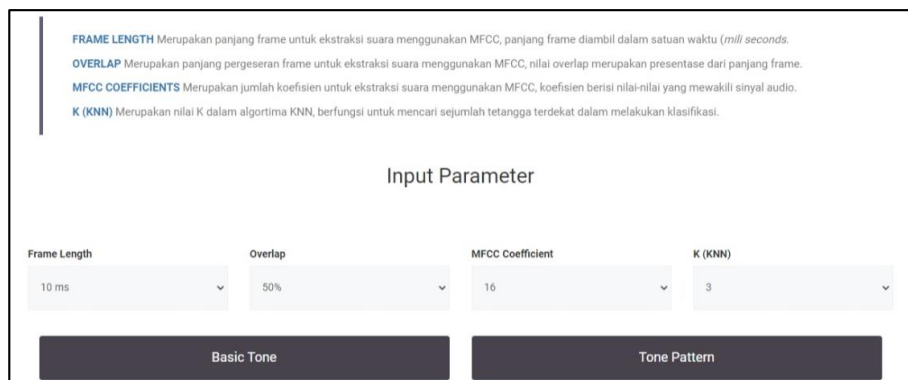 FRAME LENGTH Merupakan panjang frame untuk ekstraksi suara menggunakan MFCC, panjang frame diambil dalam satuan waktu (mili seconds.
OVERLAP Merupakan panjang pergeseran frame untuk ekstraksi suara menggunakan MFCC, nilai overlap merupakan presentase dari panjang frame.
MFCC COEFFICIENTS Merupakan jumlah koefisien untuk ekstraksi suara menggunakan MFCC, koefisien berisi nilai-nilai yang mewakili sinyal audio.
K (KNN) Merupakan nilai K dalam algortima KNN, berfungsi untuk mencari sejumlah tetangga terdekat dalam melakukan klasifikasi.
Input Parameter
Frame Length Overlap MFCC Coefficient K (KNN)
10 ms 50% 16 3
Basic Tone Tone Pattern